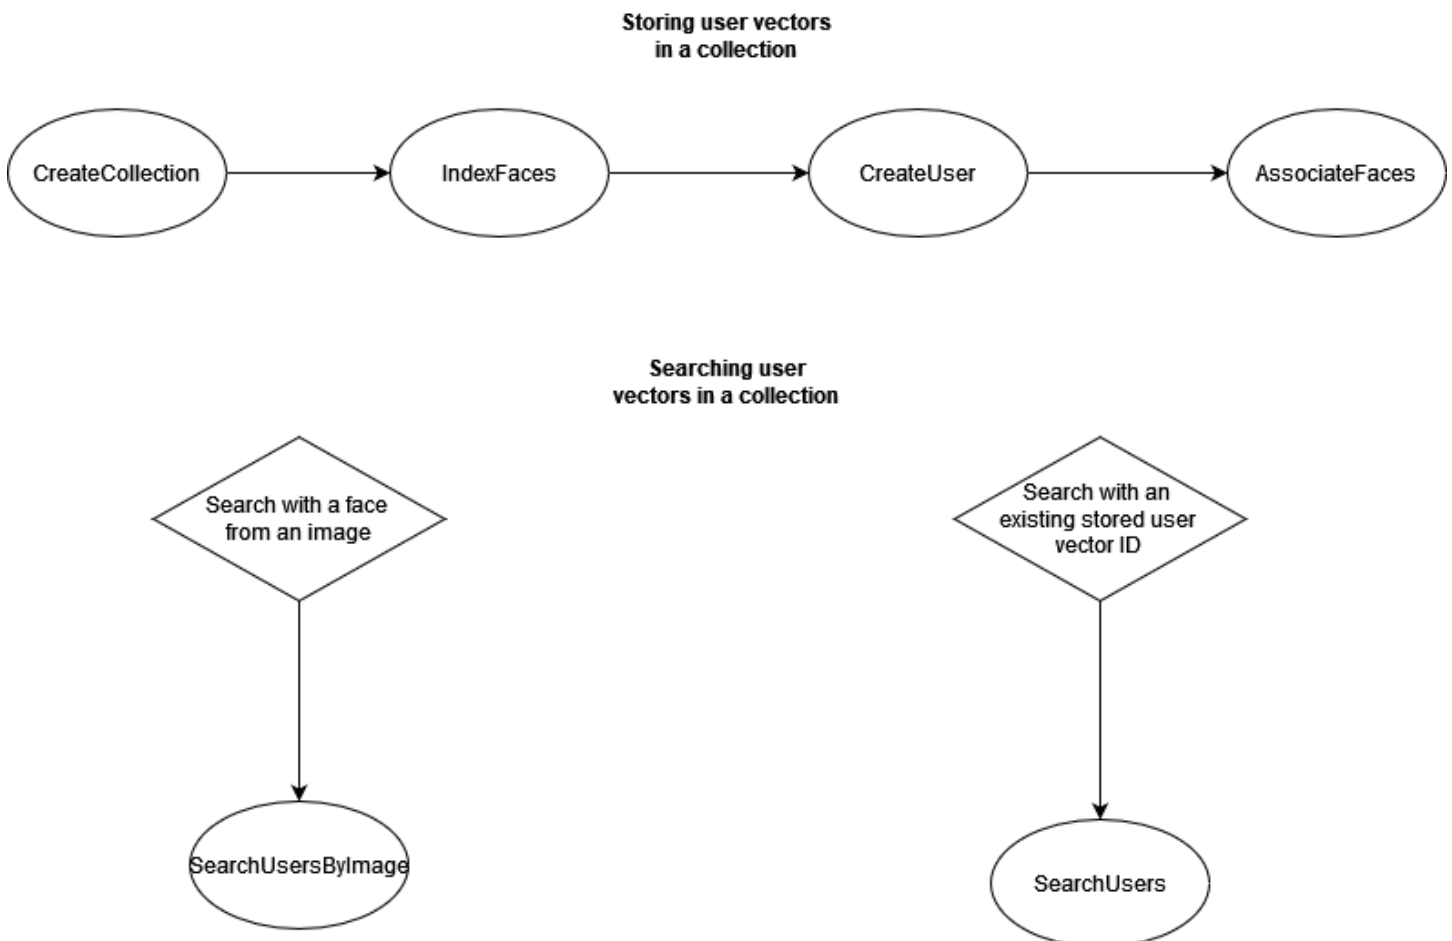 Storing user vectors
in a collection
CreateCollection
IndexFaces
CreateUser
AssociateFaces
Searching user
vectors in a collection
Search with a face
from an image
Search with an
existing stored user
vector ID
SearchUsersByImage
SearchUsers